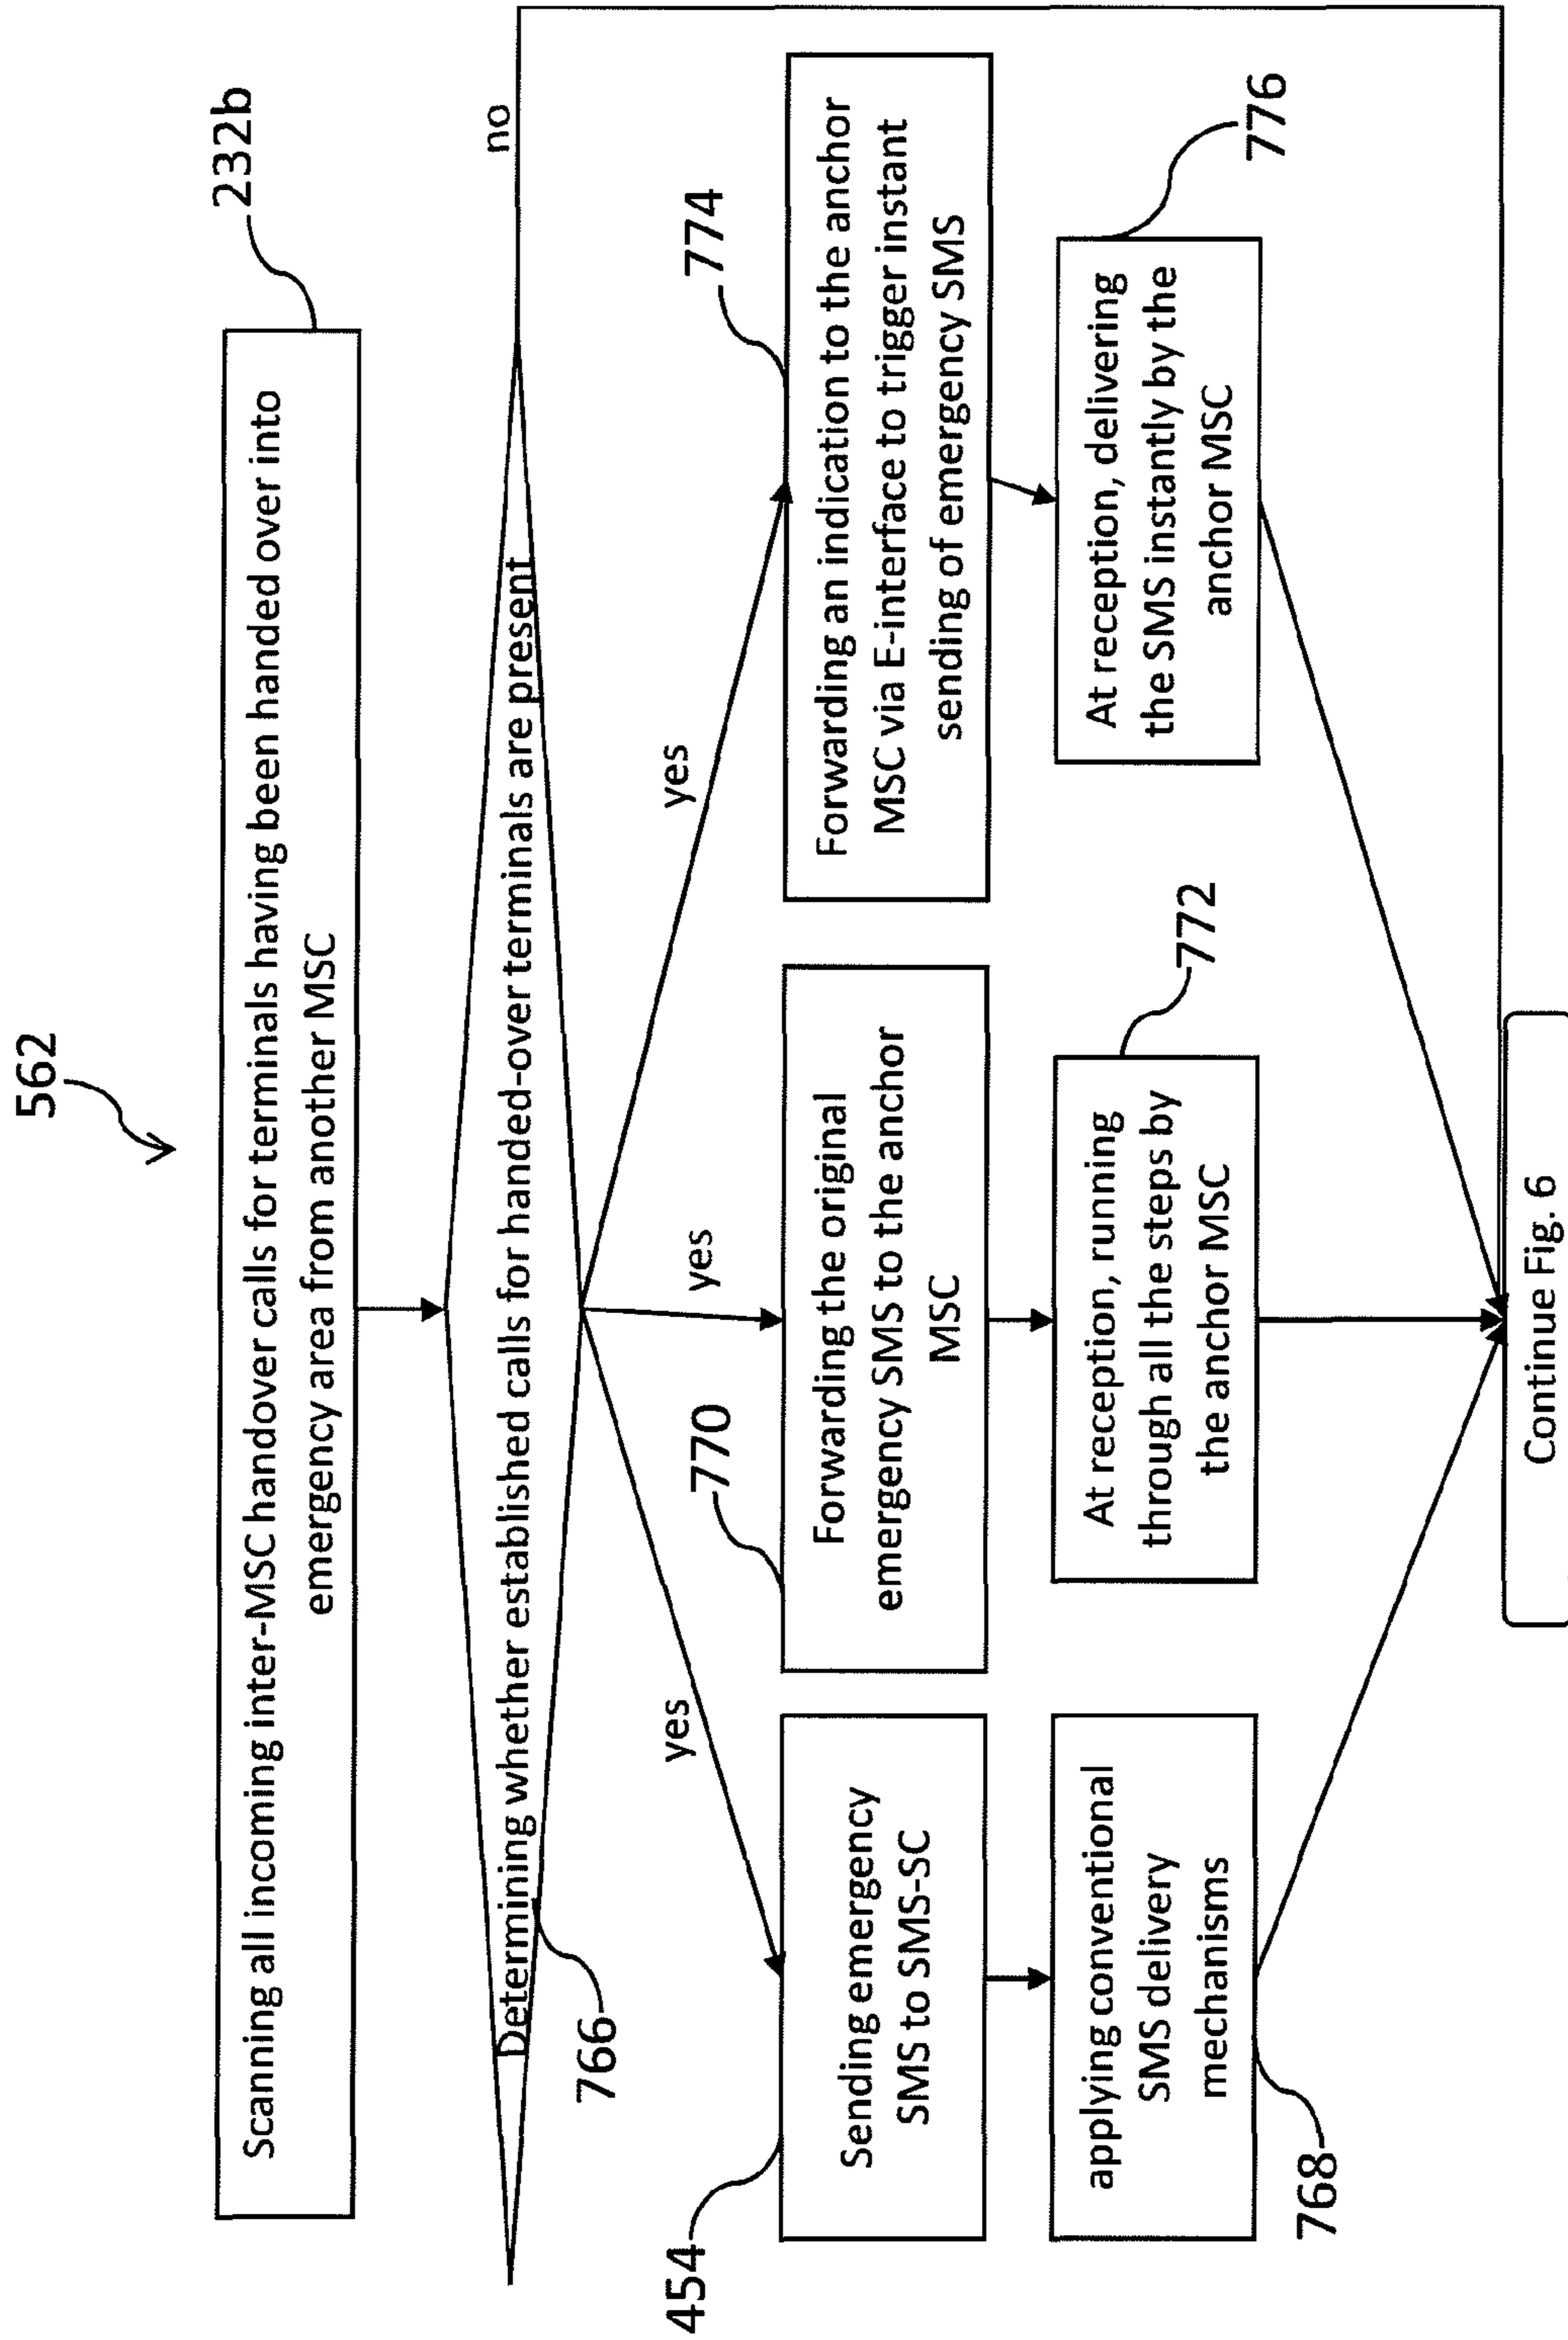 562
232b
Scanning all incoming inter-MSC handover calls for terminals having been handed over into
emergency area from another MSC
no
Determining whether established calls for handed-over terminals are present
766
yes
yes
yes
454
Sending emergency
SMS to SMS-SC
770
Forwarding the original
emergency SMS to the anchor
MSC
774
Forwarding an indication to the anchor
MSC via E-interface to trigger instant
sending of emergency SMS
applying conventional
SMS delivery
mechanisms
768
772
At reception, running
through all the steps by
the anchor MSC
776
At reception, delivering
the SMS instantly by the
anchor MSC
Continue Fig. 6